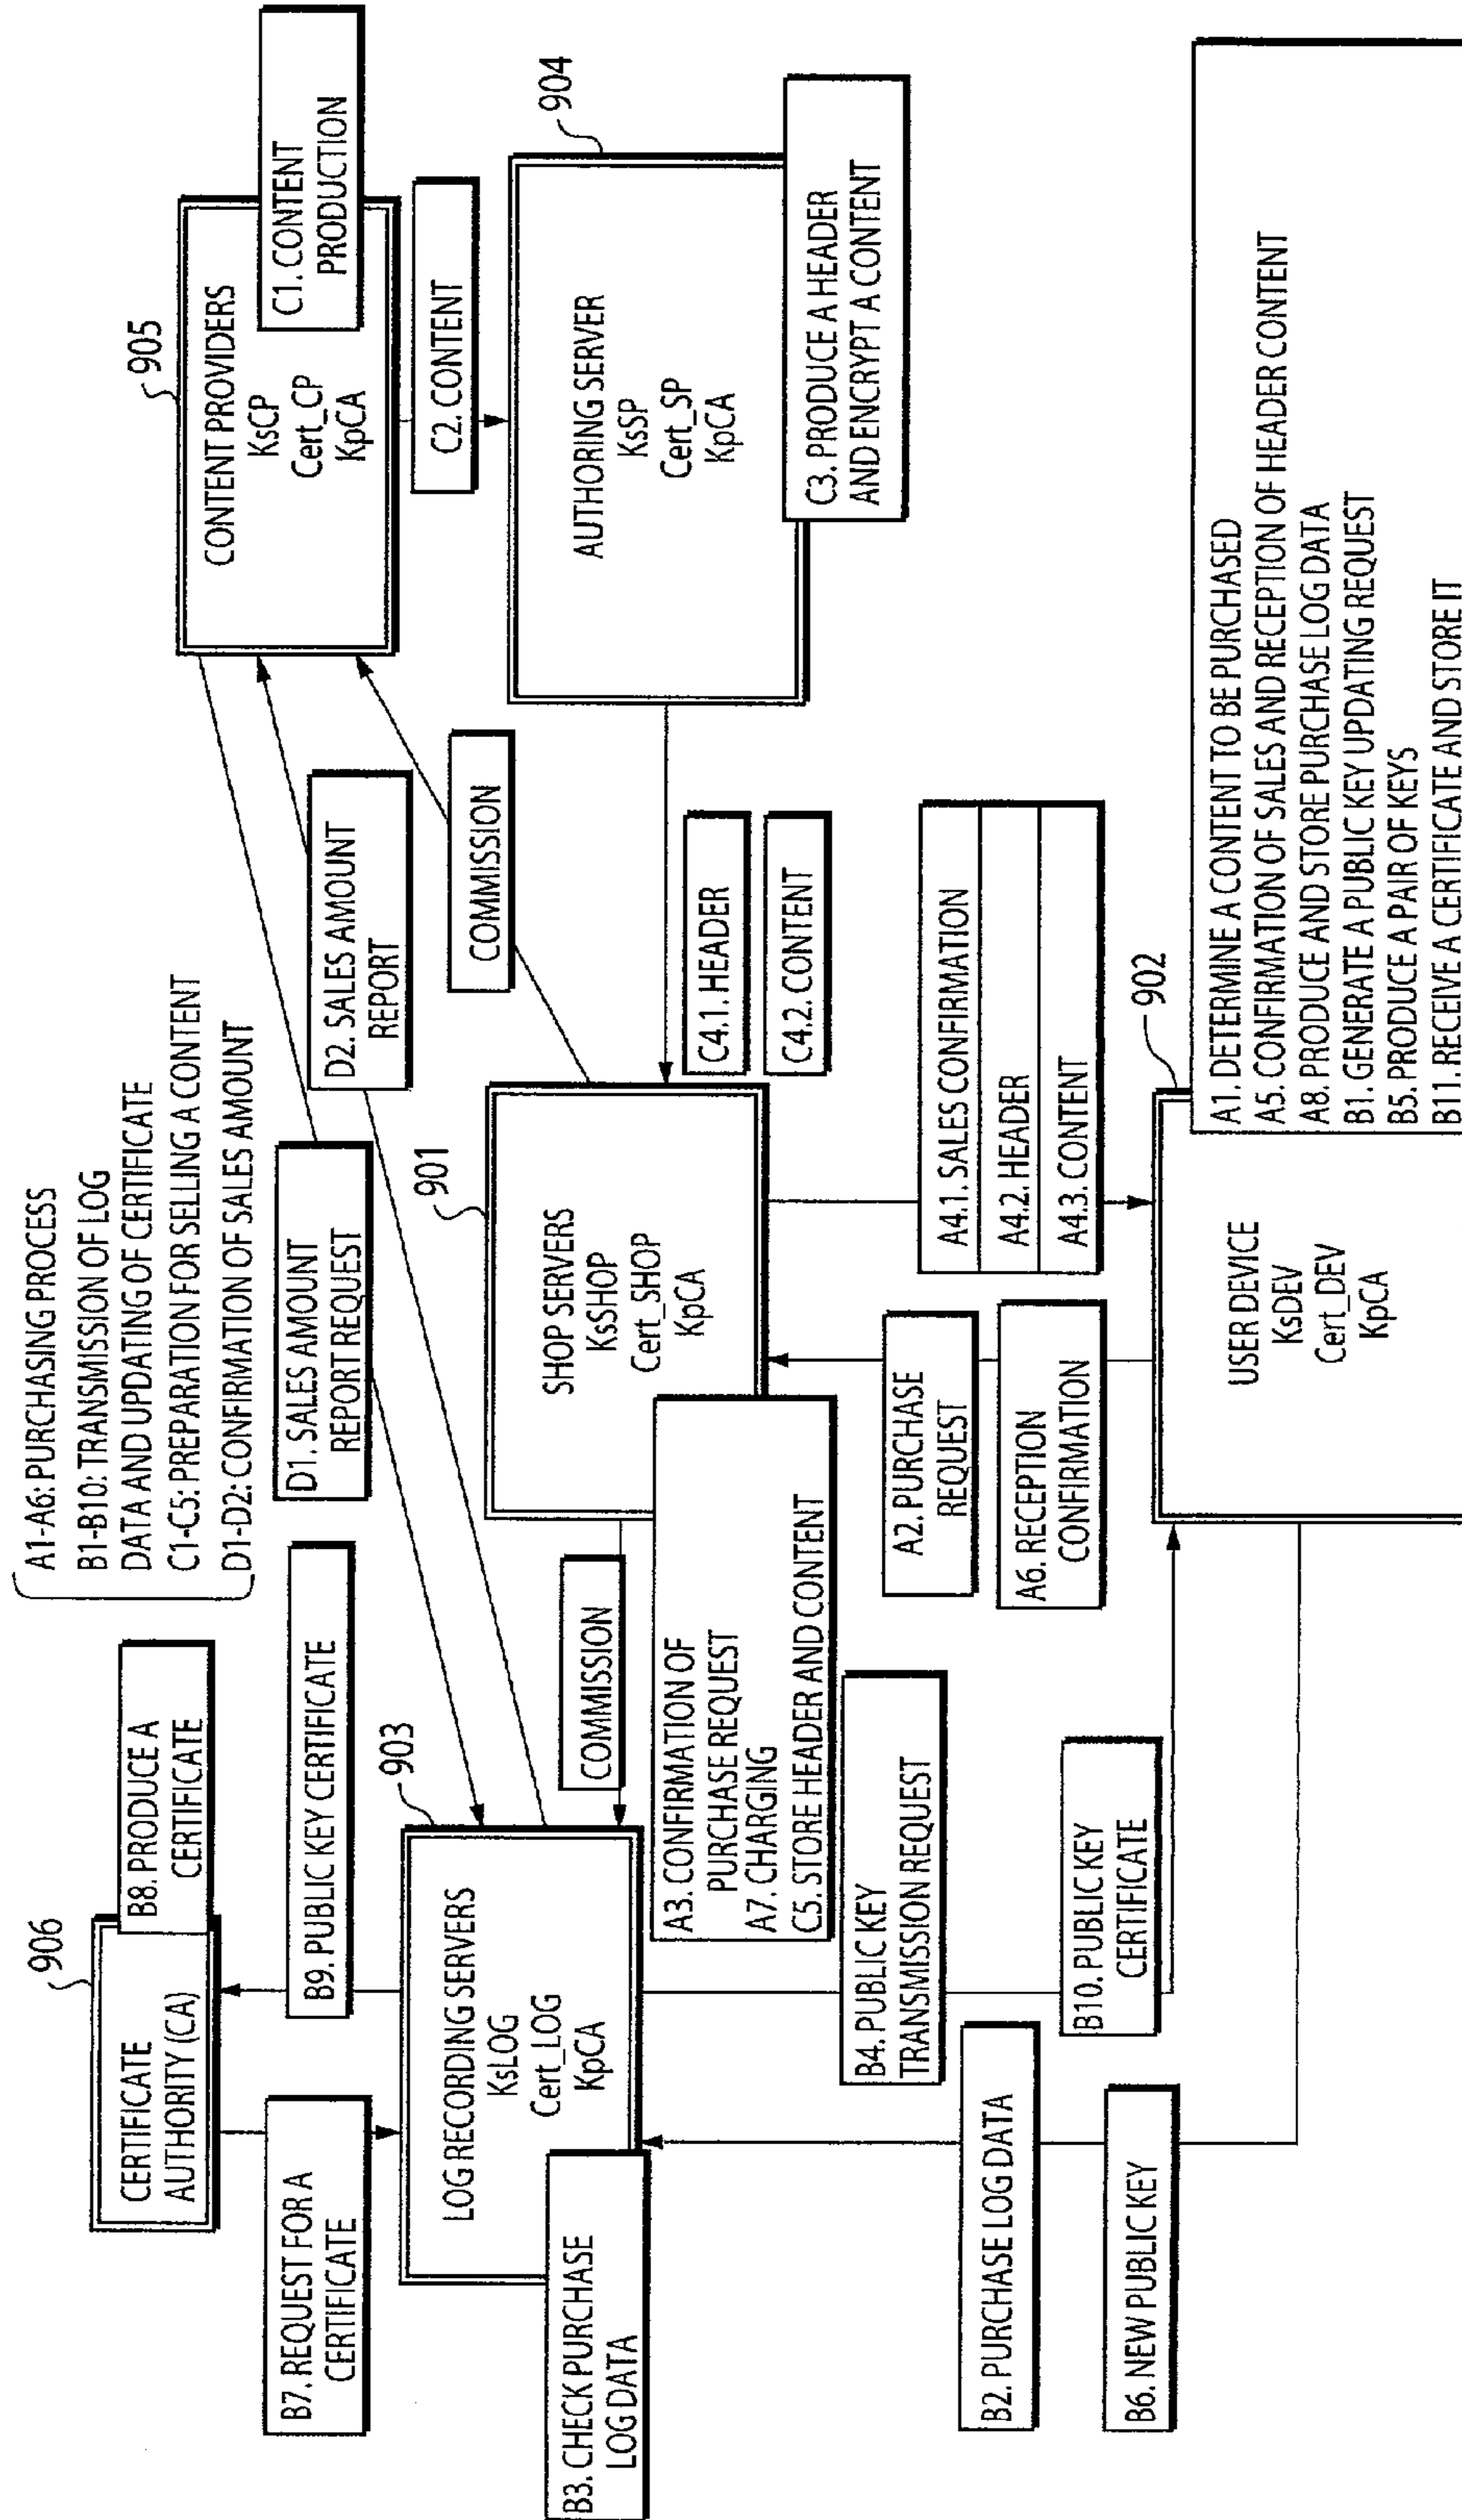 A1-A6: PURCHASING PROCESS
B1-B10: TRANSMISSION OF LOG
DATA AND UPDATING OF CERTIFICATE
C1-C5: PREPARATION FOR SELLING A CONTENT
D1-D2: CONFIRMATION OF SALES AMOUNT
906
CERTIFICATE
AUTHORITY (CA)
B8. PRODUCE A
CERTIFICATE
B7. REQUEST FOR A
CERTIFICATE
B9. PUBLIC KEY CERTIFICATE
903
LOG RECORDING SERVERS
KsLOG
Cert_LOG
KpCA
B3. CHECK PURCHASE
LOG DATA
D1. SALES AMOUNT
REPORT REQUEST
D2. SALES AMOUNT
REPORT
COMMISSION
COMMISSION
905
CONTENT PROVIDERS
KsCP
Cert_CP
KpCA
C1. CONTENT
PRODUCTION
C2. CONTENT
904
AUTHORING SERVER
KsSP
Cert_SP
KpCA
C3. PRODUCE A HEADER
AND ENCRYPT A CONTENT
C4.1. HEADER
C4.2. CONTENT
901
SHOP SERVERS
KsSHOP
Cert_SHOP
KpCA
A3. CONFIRMATION OF
PURCHASE REQUEST
A7. CHARGING
C5. STORE HEADER AND CONTENT
B4. PUBLIC KEY
TRANSMISSION REQUEST
B2. PURCHASE LOG DATA
B10. PUBLIC KEY
CERTIFICATE
B6. NEW PUBLIC KEY
A2. PURCHASE
REQUEST
A6. RECEPTION
CONFIRMATION
A4.1. SALES CONFIRMATION
A4.2. HEADER
A4.3. CONTENT
902
USER DEVICE
KsDEV
Cert_DEV
KpCA
A1. DETERMINE A CONTENT TO BE PURCHASED
A5. CONFIRMATION OF SALES AND RECEPTION OF HEADER CONTENT
A8. PRODUCE AND STORE PURCHASE LOG DATA
B1. GENERATE A PUBLIC KEY UPDATING REQUEST
B5. PRODUCE A PAIR OF KEYS
B11. RECEIVE A CERTIFICATE AND STORE IT